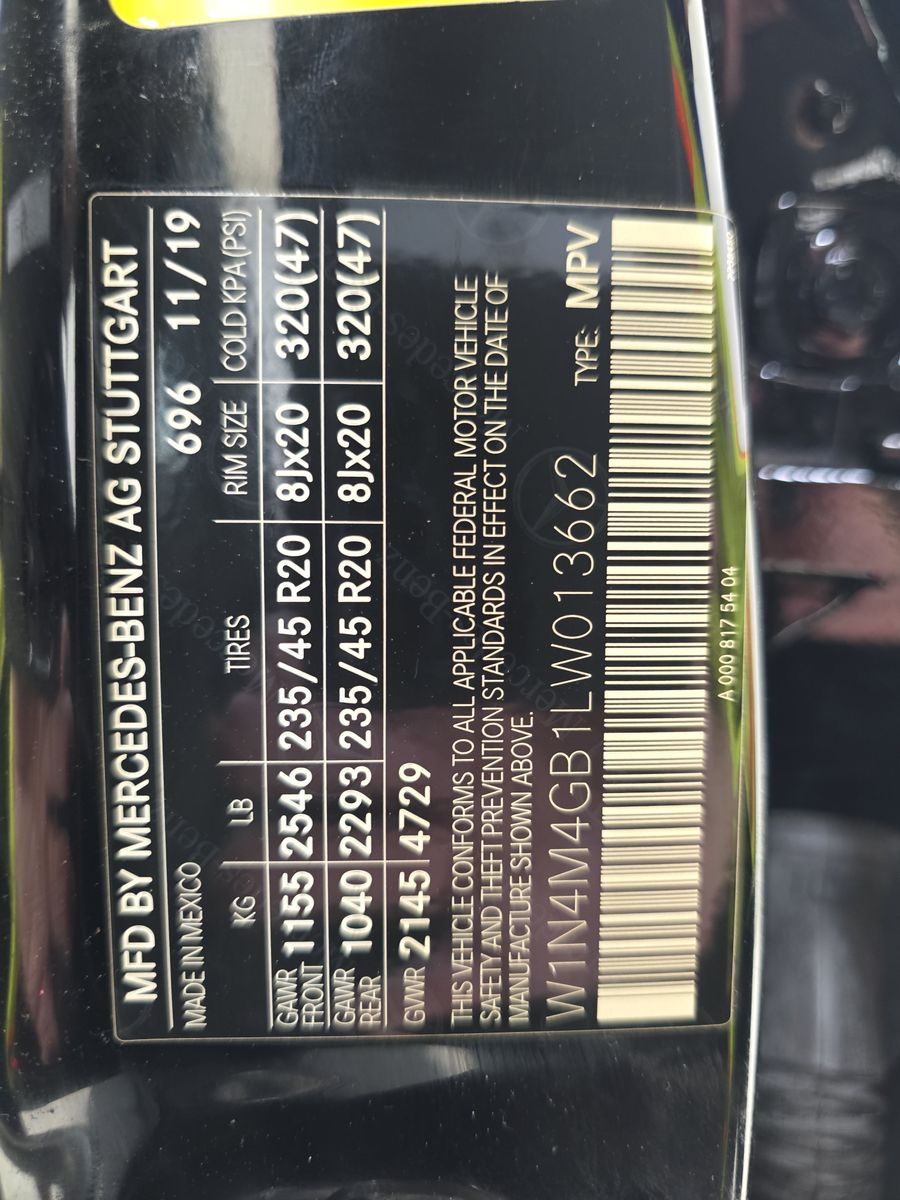 MFD BY MERCEDES-BENZ AG STUTTGART
MADE IN MEXICO 696 11/19
KG LB TIRES RIM SIZE COLD KPA(PSI)
GAWR FRONT 1155 2546 235/45 R20 8Jx20 320(47)
GAWR REAR 1040 2293 235/45 R20 8Jx20 320(47)
GVWR 2145 4729
THIS VEHICLE CONFORMS TO ALL APPLICABLE FEDERAL MOTOR VEHICLE
SAFETY AND THEFT PREVENTION STANDARDS IN EFFECT ON THE DATE OF
MANUFACTURE SHOWN ABOVE.
W1N4M4GB1LW013662 TYPE: MPV
A 000 817 54 04